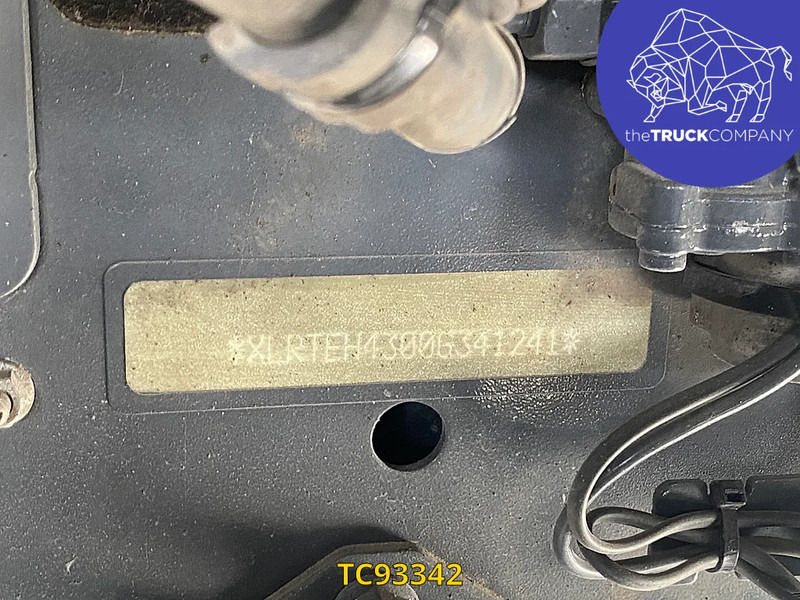 theTRUCKCOMPANY
*XLRTEH4300G341241*
TC93342